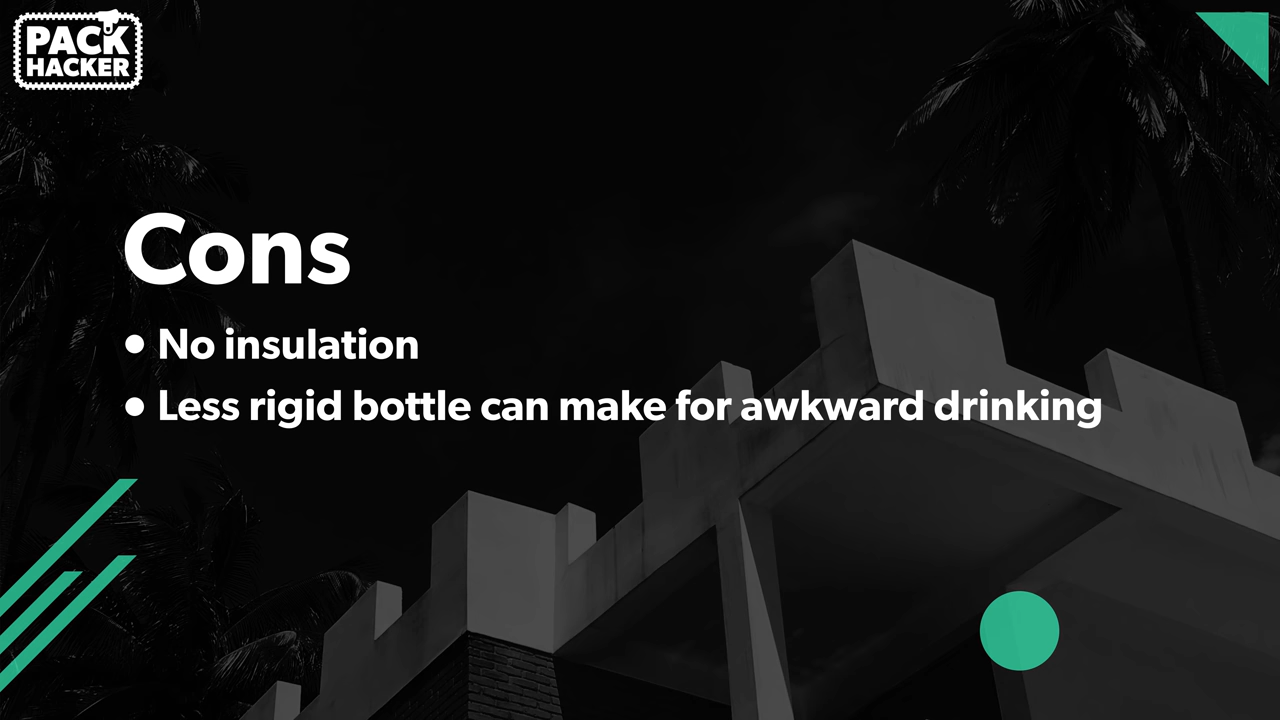 PACK
HACKER
Cons
• No insulation
• Less rigid bottle can make for awkward drinking